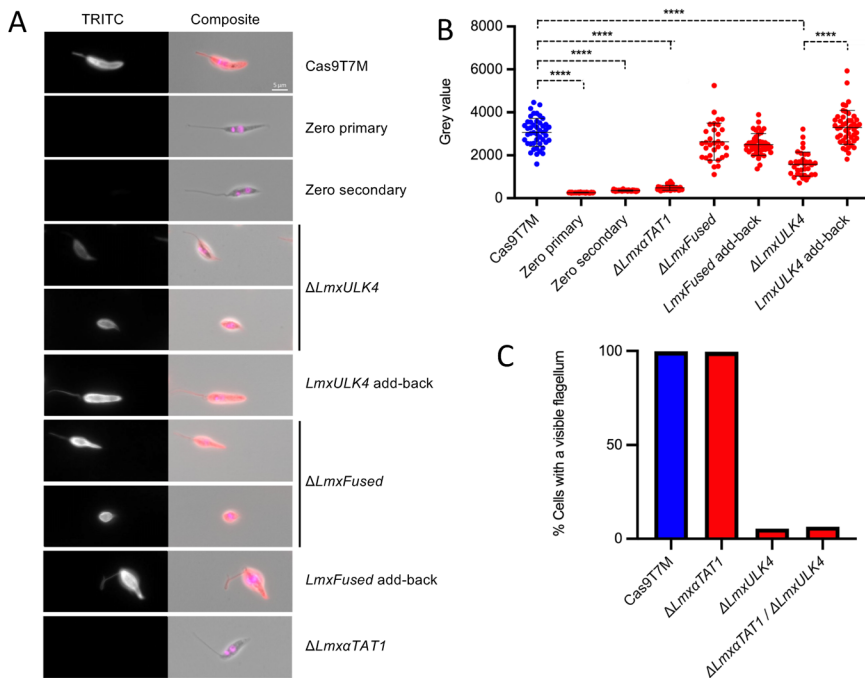 A
TRITC
Composite
Cas9T7M
5 µm
Zero primary
Zero secondary
ΔLmxULK4
LmxULK4 add-back
ΔLmxFused
LmxFused add-back
ΔLmxαTAT1
B
Grey value
8000
6000
4000
2000
0
****
****
****
****
****
Cas9T7M
Zero primary
Zero secondary
ΔLmxαTAT1
ΔLmxFused
LmxFused add-back
ΔLmxULK4
LmxULK4 add-back
C
% Cells with a visible flagellum
100
50
0
Cas9T7M
ΔLmxαTAT1
ΔLmxULK4
ΔLmxαTAT1 / ΔLmxULK4